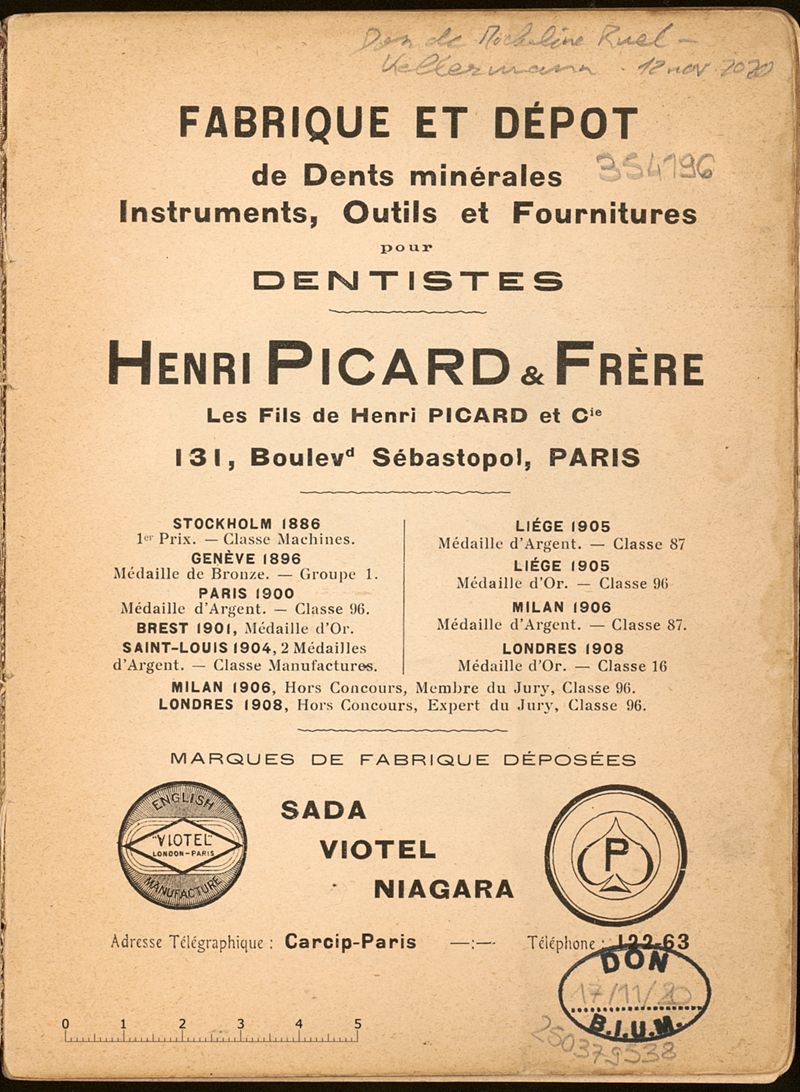 Don de Micheline Ruel-
Kellermann. 12 nov. 2020
FABRIQUE ET DÉPOT
de Dents minérales
354196
Instruments, Outils et Fournitures
pour
DENTISTES
HENRI PICARD & FRÈRE
Les Fils de Henri PICARD et Cie
131, Boulevd Sébastopol, PARIS
STOCKHOLM 1886
1er Prix. — Classe Machines.
GENÈVE 1896
Médaille de Bronze. — Groupe 1.
PARIS 1900
Médaille d'Argent. — Classe 96.
BREST 1901, Médaille d'Or.
SAINT-LOUIS 1904, 2 Médailles
d'Argent. — Classe Manufactures.
LIÉGE 1905
Médaille d'Argent. — Classe 87
LIÉGE 1905
Médaille d'Or. — Classe 96
MILAN 1906
Médaille d'Argent. — Classe 87.
LONDRES 1908
Médaille d'Or. — Classe 16
MILAN 1906, Hors Concours, Membre du Jury, Classe 96.
LONDRES 1908, Hors Concours, Expert du Jury, Classe 96.
MARQUES DE FABRIQUE DÉPOSÉES
ENGLISH
"VIOTEL"
LONDON-PARIS
MANUFACTURE
SADA
VIOTEL
NIAGARA
P
Adresse Télégraphique : Carcip-Paris —:— Téléphone : 122-63
DON
17/11/20
B.I.U.M.
250379538
0 1 2 3 4 5